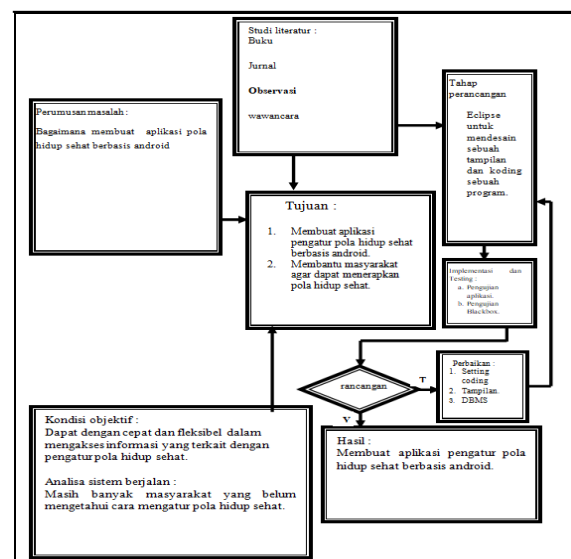 Studi literatur :
Buku
Jurnal
Observasi
wawancara
Perumusan masalah :
Bagaimana membuat aplikasi pola
hidup sehat berbasis android
Tahap
perancangan
Eclipse
untuk
mendesain
sebuah
tampilan
dan koding
sebuah
program.
Tujuan :
1. Membuat aplikasi
pengatur pola hidup sehat
berbasis android.
2. Membantu masyarakat
agar dapat menerapkan
pola hidup sehat.
Implementasi dan
Testing :
a. Pengujian
aplikasi.
b. Pengujian
Blackbox.
rancangan
T
Perbaikan :
1. Setting
coding
2. Tampilan.
3. DBMS
V
Kondisi objektif :
Dapat dengan cepat dan fleksibel dalam
mengakses informasi yang terkait dengan
pengatur pola hidup sehat.
Analisa sistem berjalan :
Masih banyak masyarakat yang belum
mengetahui cara mengatur pola hidup sehat.
Hasil :
Membuat aplikasi pengatur pola
hidup sehat berbasis android.